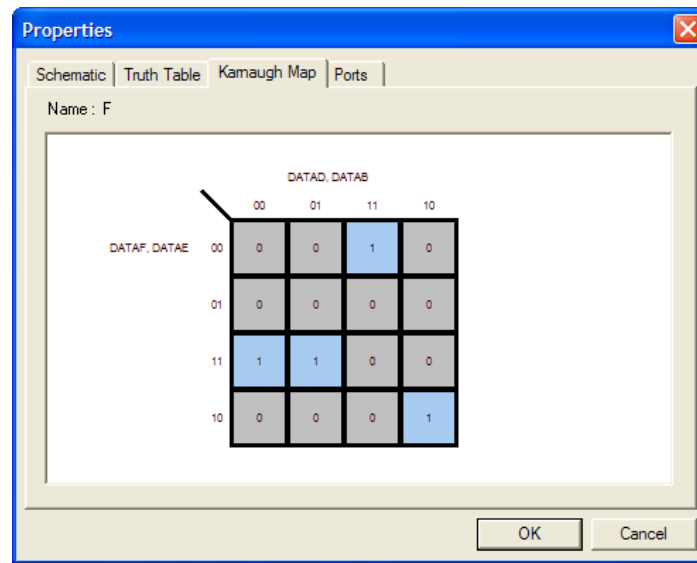 Properties
Schematic Truth Table Karnaugh Map Ports
Name : F
DATAD, DATAB
00 01 11 10
DATAF, DATAE 00 0 0 1 0
01 0 0 0 0
11 1 1 0 0
10 0 0 0 1
OK Cancel